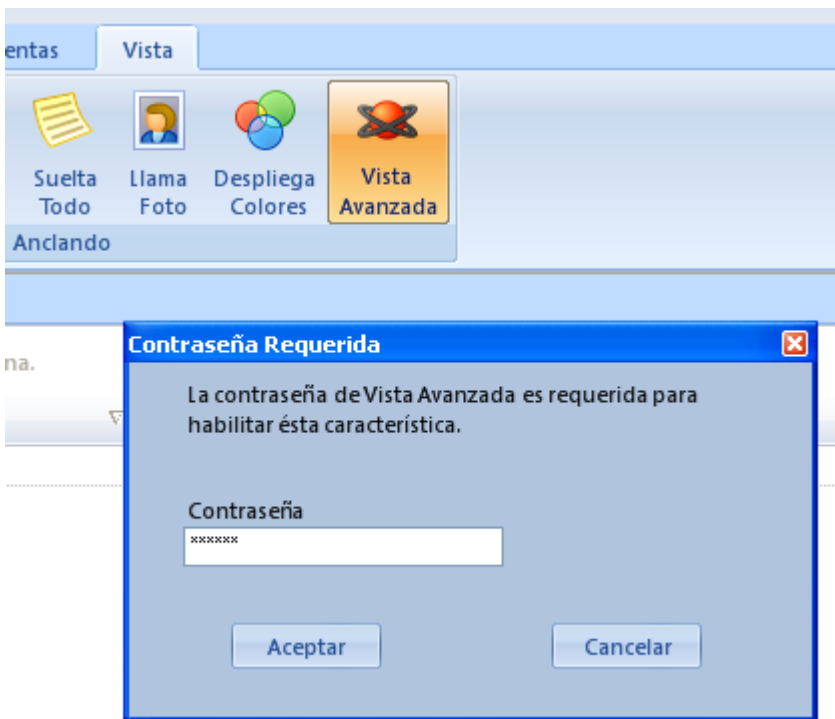 entas Vista
Suelta Llama Despliega Vista
Todo Foto Colores Avanzada
Anclando
na.
Contraseña Requerida
La contraseña de Vista Avanzada es requerida para
habilitar ésta característica.
Contraseña
xxxxxx
Aceptar Cancelar